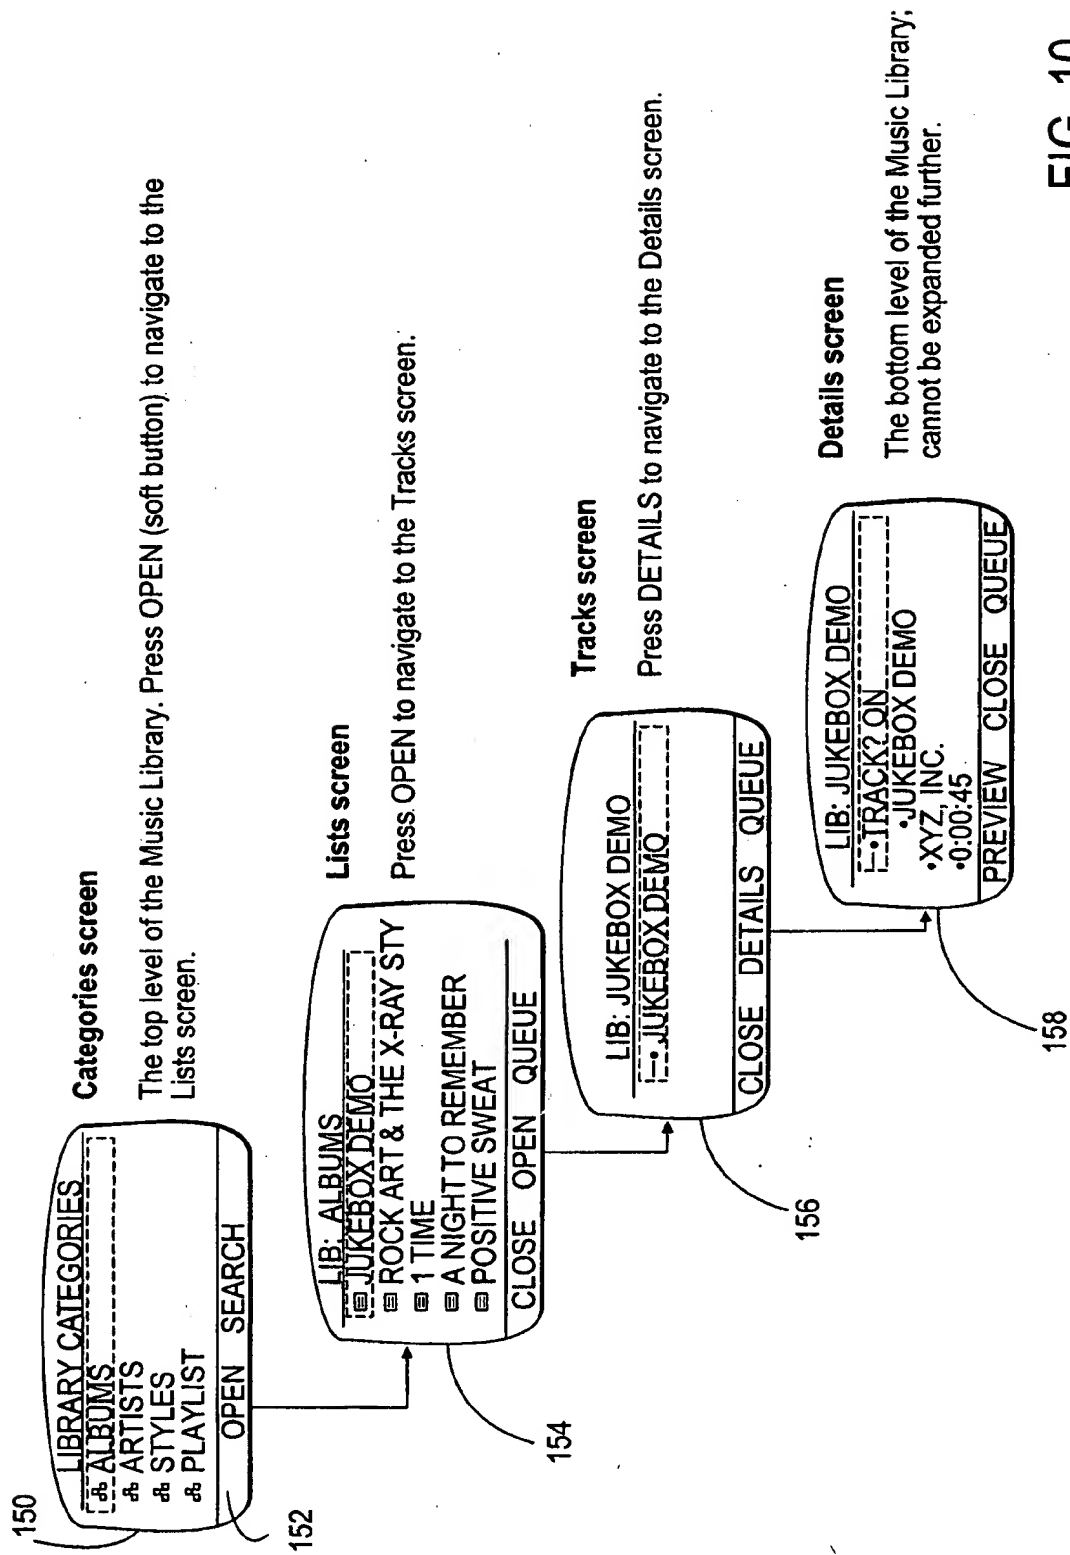 150
LIBRARY CATEGORIES
ALBUMS
ARTISTS
STYLES
PLAYLIST
OPEN SEARCH
152
Categories screen
The top level of the Music Library. Press OPEN (soft button) to navigate to the
Lists screen.
LIB: ALBUMS
JUKEBOX DEMO
ROCK ART & THE X-RAY STY
1 TIME
A NIGHT TO REMEMBER
POSITIVE SWEAT
CLOSE OPEN QUEUE
154
Lists screen
Press OPEN to navigate to the Tracks screen.
LIB: JUKEBOX DEMO
• JUKEBOX DEMO
CLOSE DETAILS QUEUE
156
Tracks screen
Press DETAILS to navigate to the Details screen.
LIB: JUKEBOX DEMO
•TRACK? ON
•JUKEBOX DEMO
•XYZ, INC.
•0:00:45
PREVIEW CLOSE QUEUE
158
Details screen
The bottom level of the Music Library;
cannot be expanded further.
FIG. 10